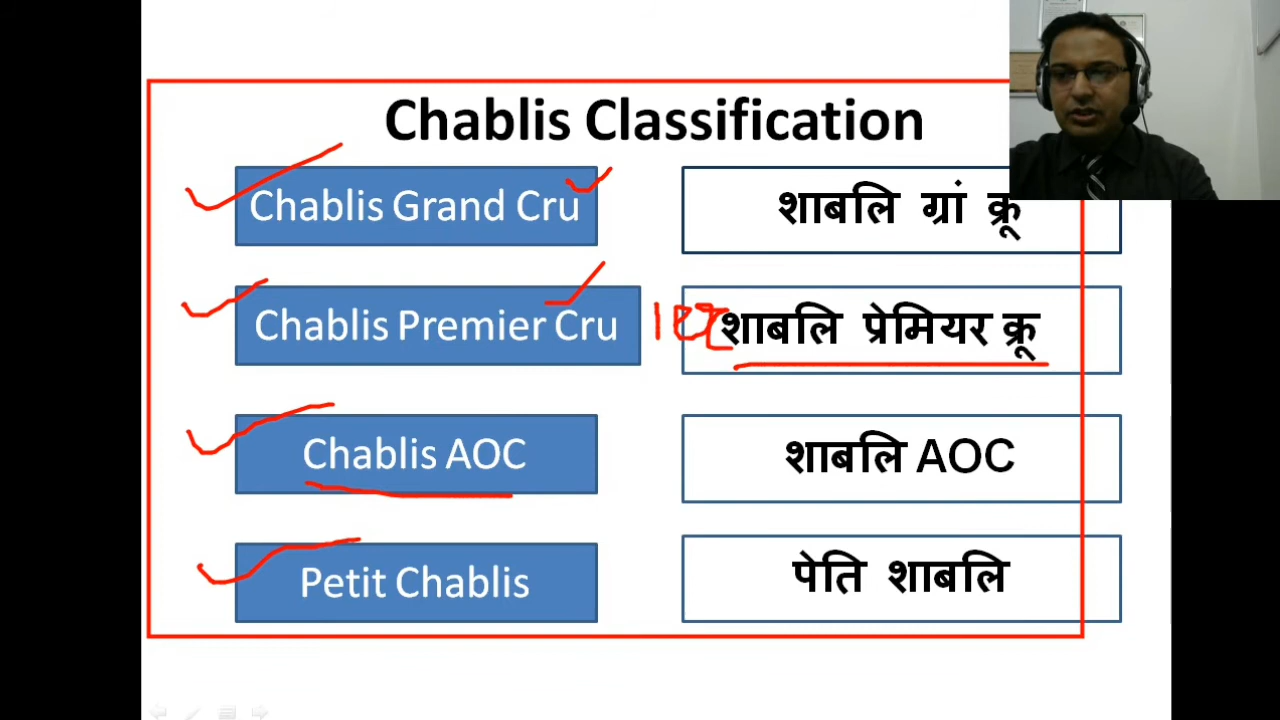 Chablis Classification
Chablis Grand Cru
शाबलि ग्रां क्रू
Chablis Premier Cru
शाबलि प्रेमियर क्रू
Chablis AOC
शाबलि AOC
Petit Chablis
पेति शाबलि